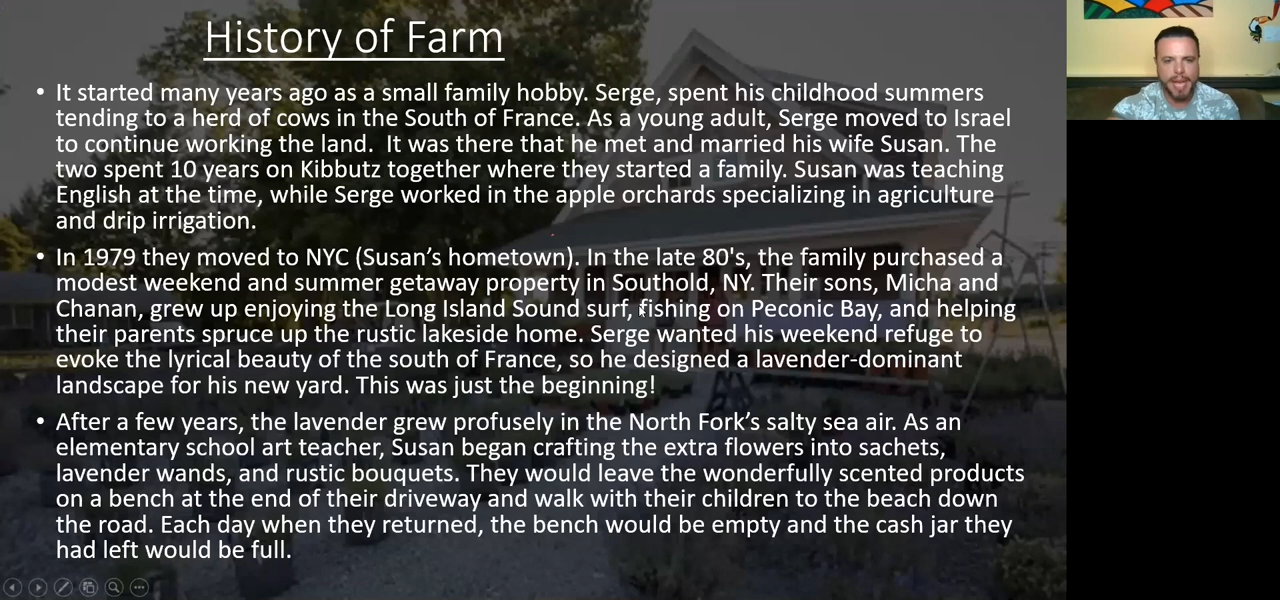 History of Farm
• It started many years ago as a small family hobby. Serge, spent his childhood summers
tending to a herd of cows in the South of France. As a young adult, Serge moved to Israel
to continue working the land.  It was there that he met and married his wife Susan. The
two spent 10 years on Kibbutz together where they started a family. Susan was teaching
English at the time, while Serge worked in the apple orchards specializing in agriculture
and drip irrigation.
• In 1979 they moved to NYC (Susan’s hometown). In the late 80's, the family purchased a
modest weekend and summer getaway property in Southold, NY. Their sons, Micha and
Chanan, grew up enjoying the Long Island Sound surf, fishing on Peconic Bay, and helping
their parents spruce up the rustic lakeside home. Serge wanted his weekend refuge to
evoke the lyrical beauty of the south of France, so he designed a lavender-dominant
landscape for his new yard. This was just the beginning!
• After a few years, the lavender grew profusely in the North Fork’s salty sea air. As an
elementary school art teacher, Susan began crafting the extra flowers into sachets,
lavender wands, and rustic bouquets. They would leave the wonderfully scented products
on a bench at the end of their driveway and walk with their children to the beach down
the road. Each day when they returned, the bench would be empty and the cash jar they
had left would be full.